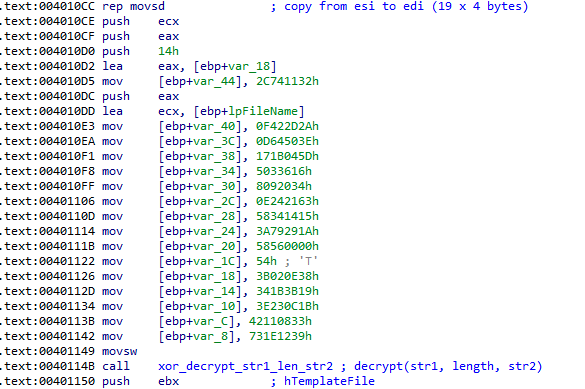 .text:004010CC rep movsd ; copy from esi to edi (19 x 4 bytes)
.text:004010CE push ecx
.text:004010CF push eax
.text:004010D0 push 14h
.text:004010D2 lea eax, [ebp+var_18]
.text:004010D5 mov [ebp+var_44], 2C741132h
.text:004010DC push eax
.text:004010DD lea ecx, [ebp+lpFileName]
.text:004010E3 mov [ebp+var_40], 0F422D2Ah
.text:004010EA mov [ebp+var_3C], 0D64503Eh
.text:004010F1 mov [ebp+var_38], 171B045Dh
.text:004010F8 mov [ebp+var_34], 5033616h
.text:004010FF mov [ebp+var_30], 8092034h
.text:00401106 mov [ebp+var_2C], 0E242163h
.text:0040110D mov [ebp+var_28], 58341415h
.text:00401114 mov [ebp+var_24], 3A79291Ah
.text:0040111B mov [ebp+var_20], 58560000h
.text:00401122 mov [ebp+var_1C], 54h ; 'T'
.text:00401126 mov [ebp+var_18], 3B020E38h
.text:0040112D mov [ebp+var_14], 341B3B19h
.text:00401134 mov [ebp+var_10], 3E230C1Bh
.text:0040113B mov [ebp+var_C], 42110833h
.text:00401142 mov [ebp+var_8], 731E1239h
.text:00401149 movsw
.text:0040114B call xor_decrypt_str1_len_str2 ; decrypt(str1, length, str2)
.text:00401150 push ebx ; hTemplateFile